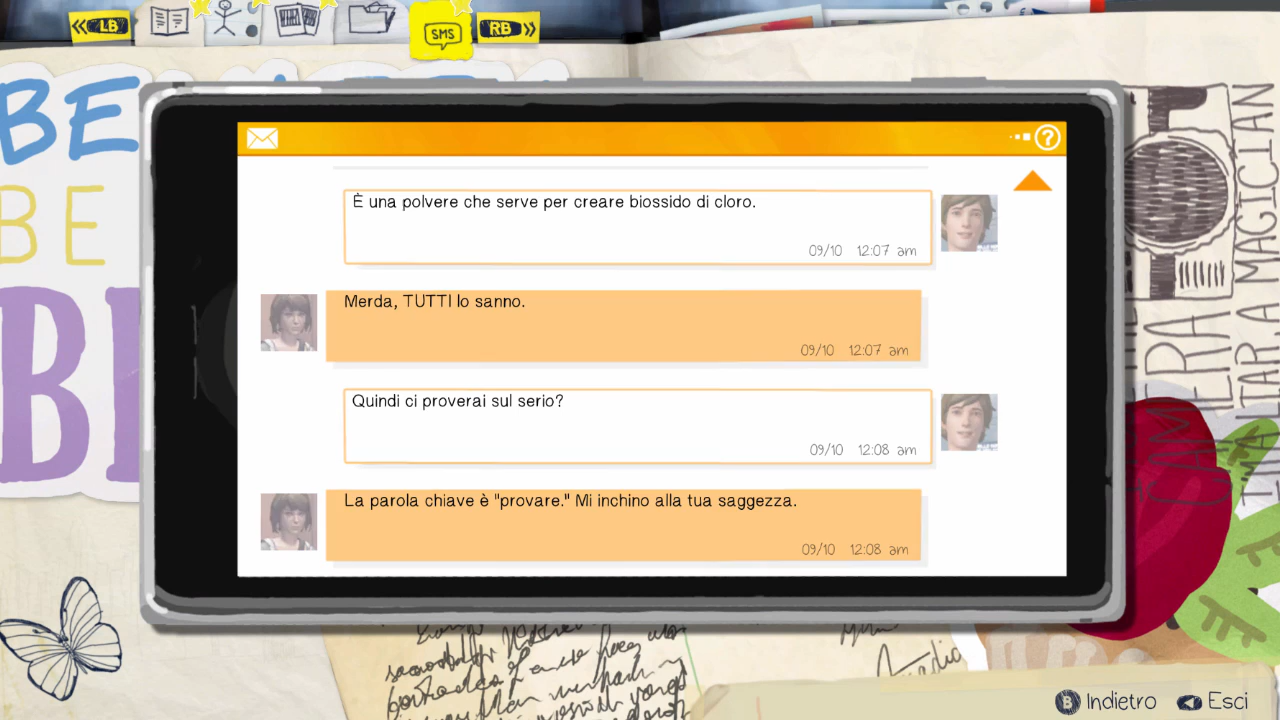 LB
SMS
RB
BE
BE
È una polvere che serve per creare biossido di cloro.
09/10 12:07 am
Merda, TUTTI lo sanno.
09/10 12:07 am
Quindi ci proverai sul serio?
09/10 12:08 am
La parola chiave è "provare." Mi inchino alla tua saggezza.
09/10 12:08 am
CAMERA
MAGICIAN
B Indietro
Esci